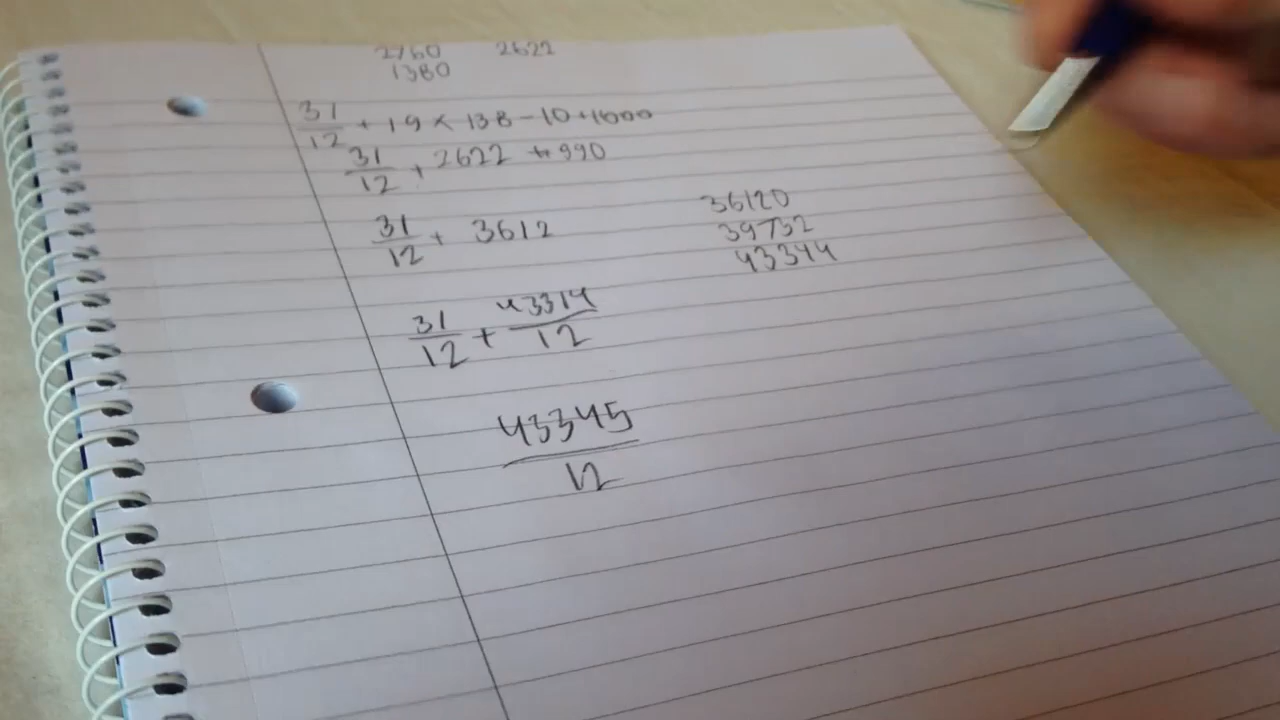 2760 2622
1380
31/12 + 19 × 138 - 10 + 1000
31/12 + 2622 + 990
31/12 + 3612
36120
39732
43344
31/12 + 43314/12
43345/12